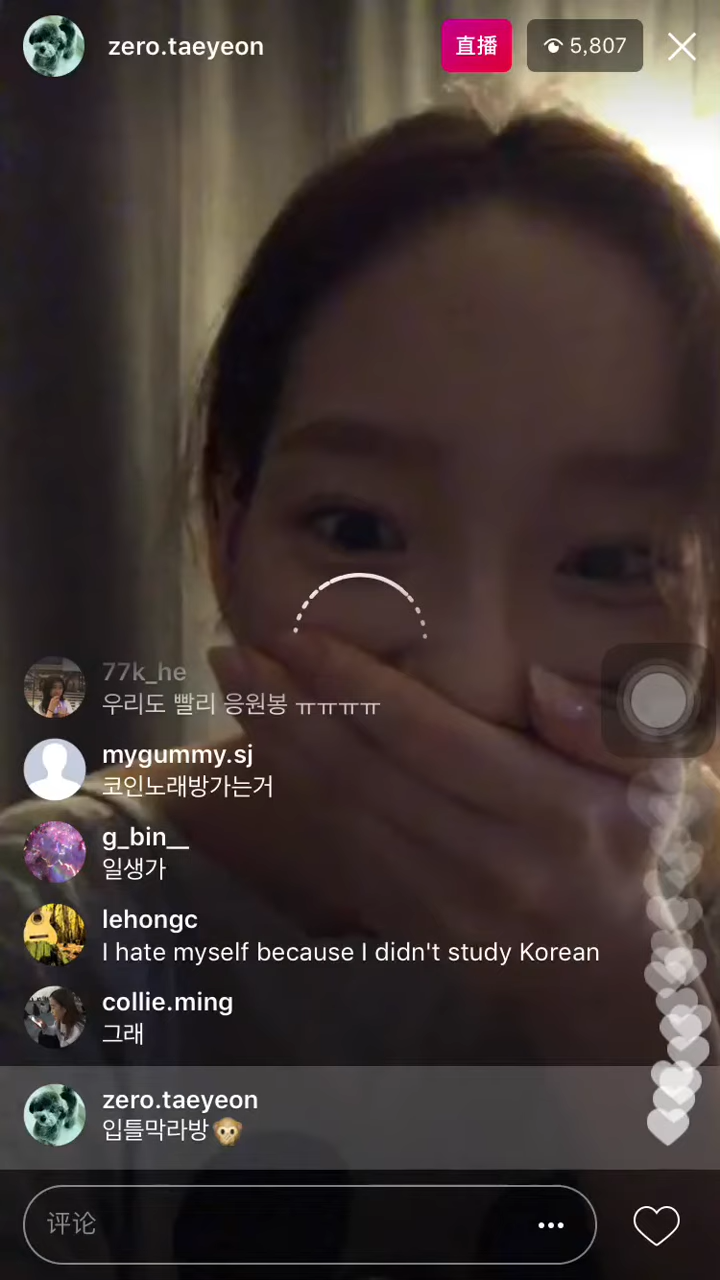 zero.taeyeon
直播
5,807
77k_he
우리도 빨리 응원봉 ㅠㅠㅠㅠ
mygummy.sj
코인노래방가는거
g_bin__
일생가
lehongc
I hate myself because I didn't study Korean
collie.ming
그래
zero.taeyeon
입틀막라방🙊
评论